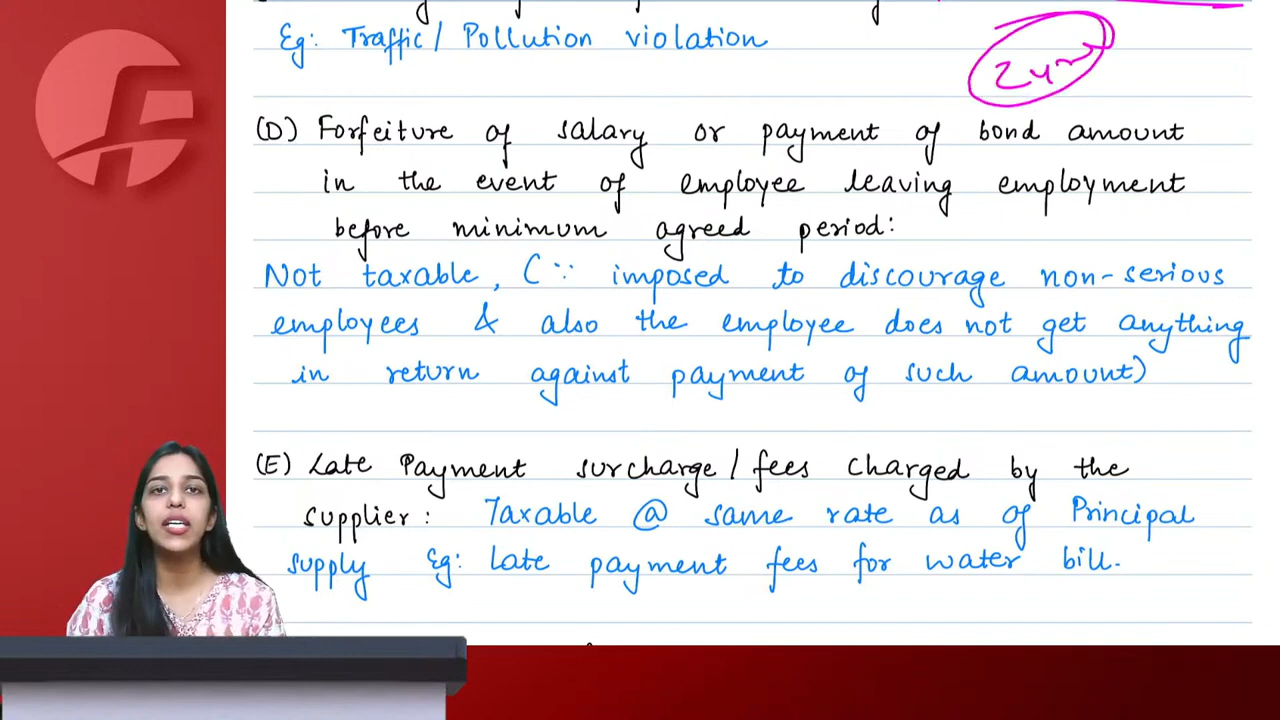 Eg: Traffic/ Pollution violation
2 yrs
(D) Forfeiture of salary or payment of bond amount
in the event of employee leaving employment
before minimum agreed period:
Not taxable, (∵ imposed to discourage non-serious
employees & also the employee does not get anything
in return against payment of such amount)
(E) Late Payment surcharge/fees charged by the
supplier: Taxable @ same rate as of Principal
supply Eg: Late payment fees for water bill.